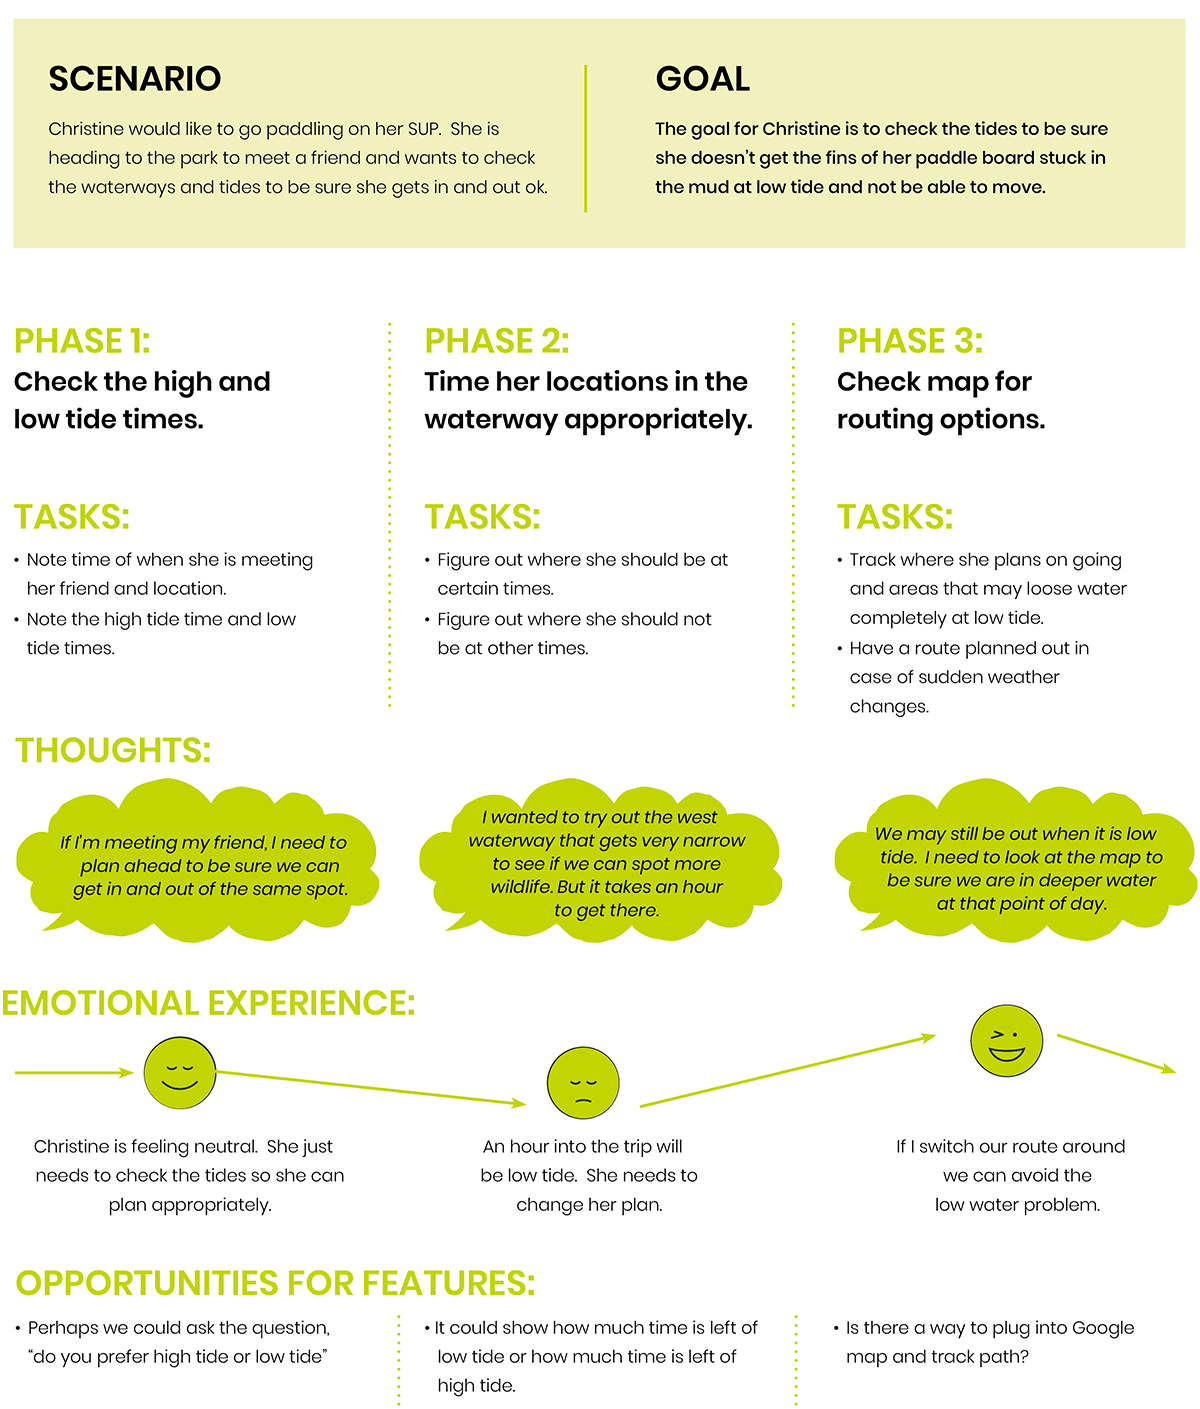 SCENARIO
Christine would like to go paddling on her SUP.  She is
heading to the park to meet a friend and wants to check
the waterways and tides to be sure she gets in and out ok.
GOAL
The goal for Christine is to check the tides to be sure
she doesn’t get the fins of her paddle board stuck in
the mud at low tide and not be able to move.
PHASE 1:
Check the high and
low tide times.
TASKS:
• Note time of when she is meeting
her friend and location.
• Note the high tide time and low
tide times.
PHASE 2:
Time her locations in the
waterway appropriately.
TASKS:
• Figure out where she should be at
certain times.
• Figure out where she should not
be at other times.
PHASE 3:
Check map for
routing options.
TASKS:
• Track where she plans on going
and areas that may loose water
completely at low tide.
• Have a route planned out in
case of sudden weather
changes.
THOUGHTS:
If I’m meeting my friend, I need to
plan ahead to be sure we can
get in and out of the same spot.
I wanted to try out the west
waterway that gets very narrow
to see if we can spot more
wildlife. But it takes an hour
to get there.
We may still be out when it is low
tide.  I need to look at the map to
be sure we are in deeper water
at that point of day.
EMOTIONAL EXPERIENCE:
Christine is feeling neutral.  She just
needs to check the tides so she can
plan appropriately.
An hour into the trip will
be low tide.  She needs to
change her plan.
If I switch our route around
we can avoid the
low water problem.
OPPORTUNITIES FOR FEATURES:
• Perhaps we could ask the question,
“do you prefer high tide or low tide”
• It could show how much time is left of
low tide or how much time is left of
high tide.
• Is there a way to plug into Google
map and track path?